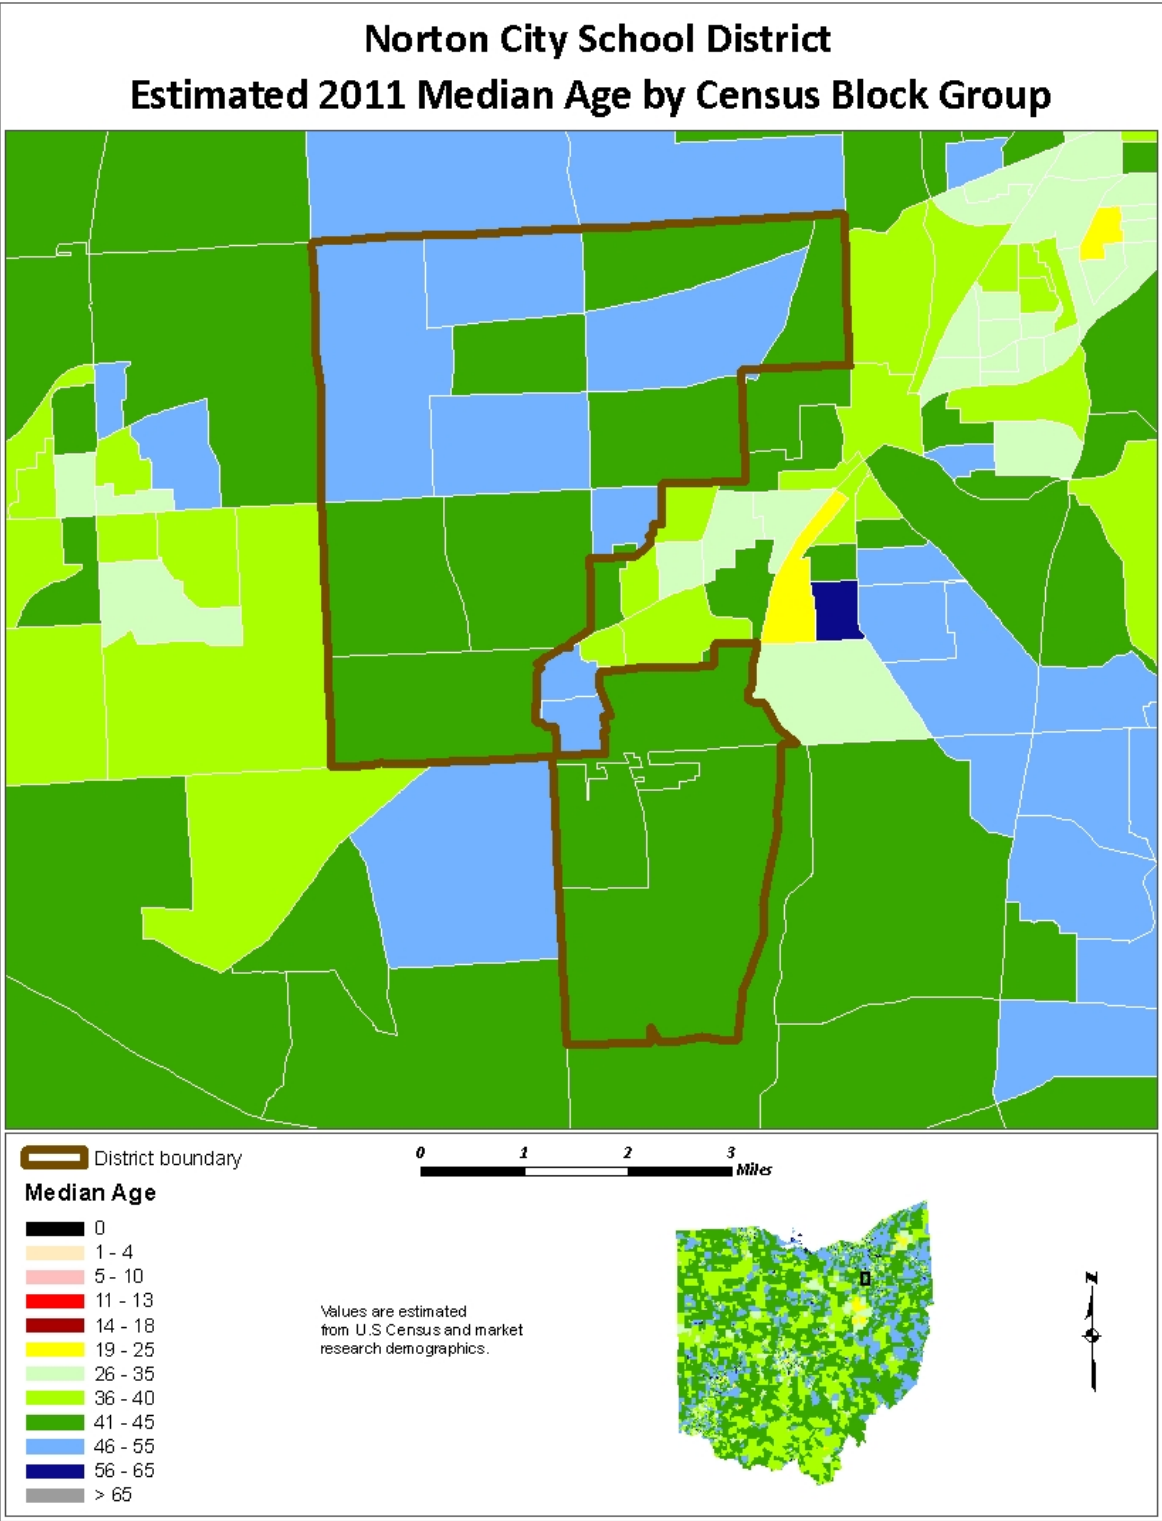 Norton City School District
Estimated 2011 Median Age by Census Block Group
District boundary
0 1 2 3
Miles
Median Age
0
1 - 4
5 - 10
11 - 13
14 - 18
19 - 25
26 - 35
36 - 40
41 - 45
46 - 55
56 - 65
> 65
Values are estimated
from U.S Census and market
research demographics.
N